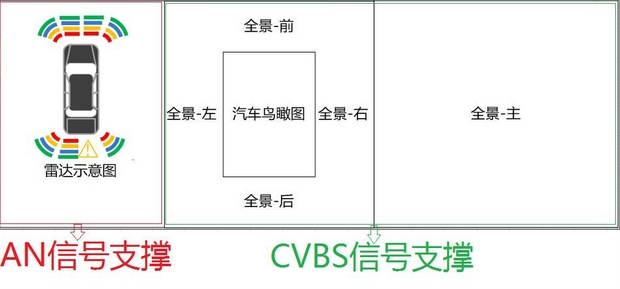 雷达示意图
全景-前
全景-左
汽车鸟瞰图
全景-右
全景-后
全景-主
AN信号支撑
CVBS信号支撑